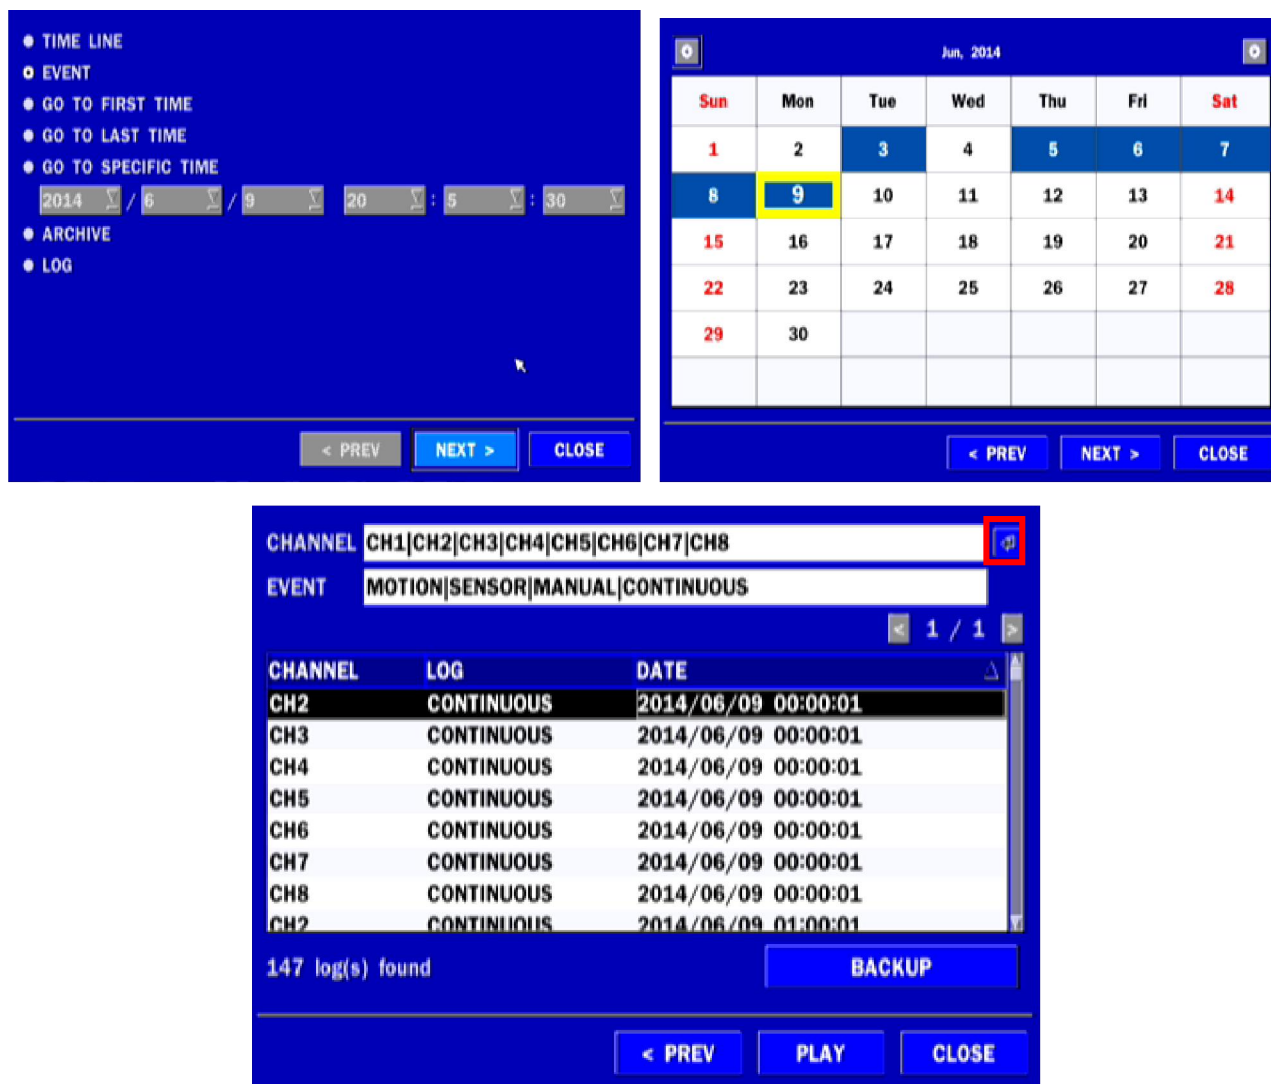 TIME LINE
EVENT
GO TO FIRST TIME
GO TO LAST TIME
GO TO SPECIFIC TIME
2014 / 6 / 9 20 : 5 : 30
ARCHIVE
LOG
< PREV NEXT > CLOSE
Jun, 2014
Sun Mon Tue Wed Thu Fri Sat
1 2 3 4 5 6 7
8 9 10 11 12 13 14
15 16 17 18 19 20 21
22 23 24 25 26 27 28
29 30
< PREV NEXT > CLOSE
CHANNEL CH1|CH2|CH3|CH4|CH5|CH6|CH7|CH8
EVENT MOTION|SENSOR|MANUAL|CONTINUOUS
< 1 / 1 >
CHANNEL LOG DATE
CH2 CONTINUOUS 2014/06/09 00:00:01
CH3 CONTINUOUS 2014/06/09 00:00:01
CH4 CONTINUOUS 2014/06/09 00:00:01
CH5 CONTINUOUS 2014/06/09 00:00:01
CH6 CONTINUOUS 2014/06/09 00:00:01
CH7 CONTINUOUS 2014/06/09 00:00:01
CH8 CONTINUOUS 2014/06/09 00:00:01
CH2 CONTINUOUS 2014/06/09 01:00:01
147 log(s) found BACKUP
< PREV PLAY CLOSE